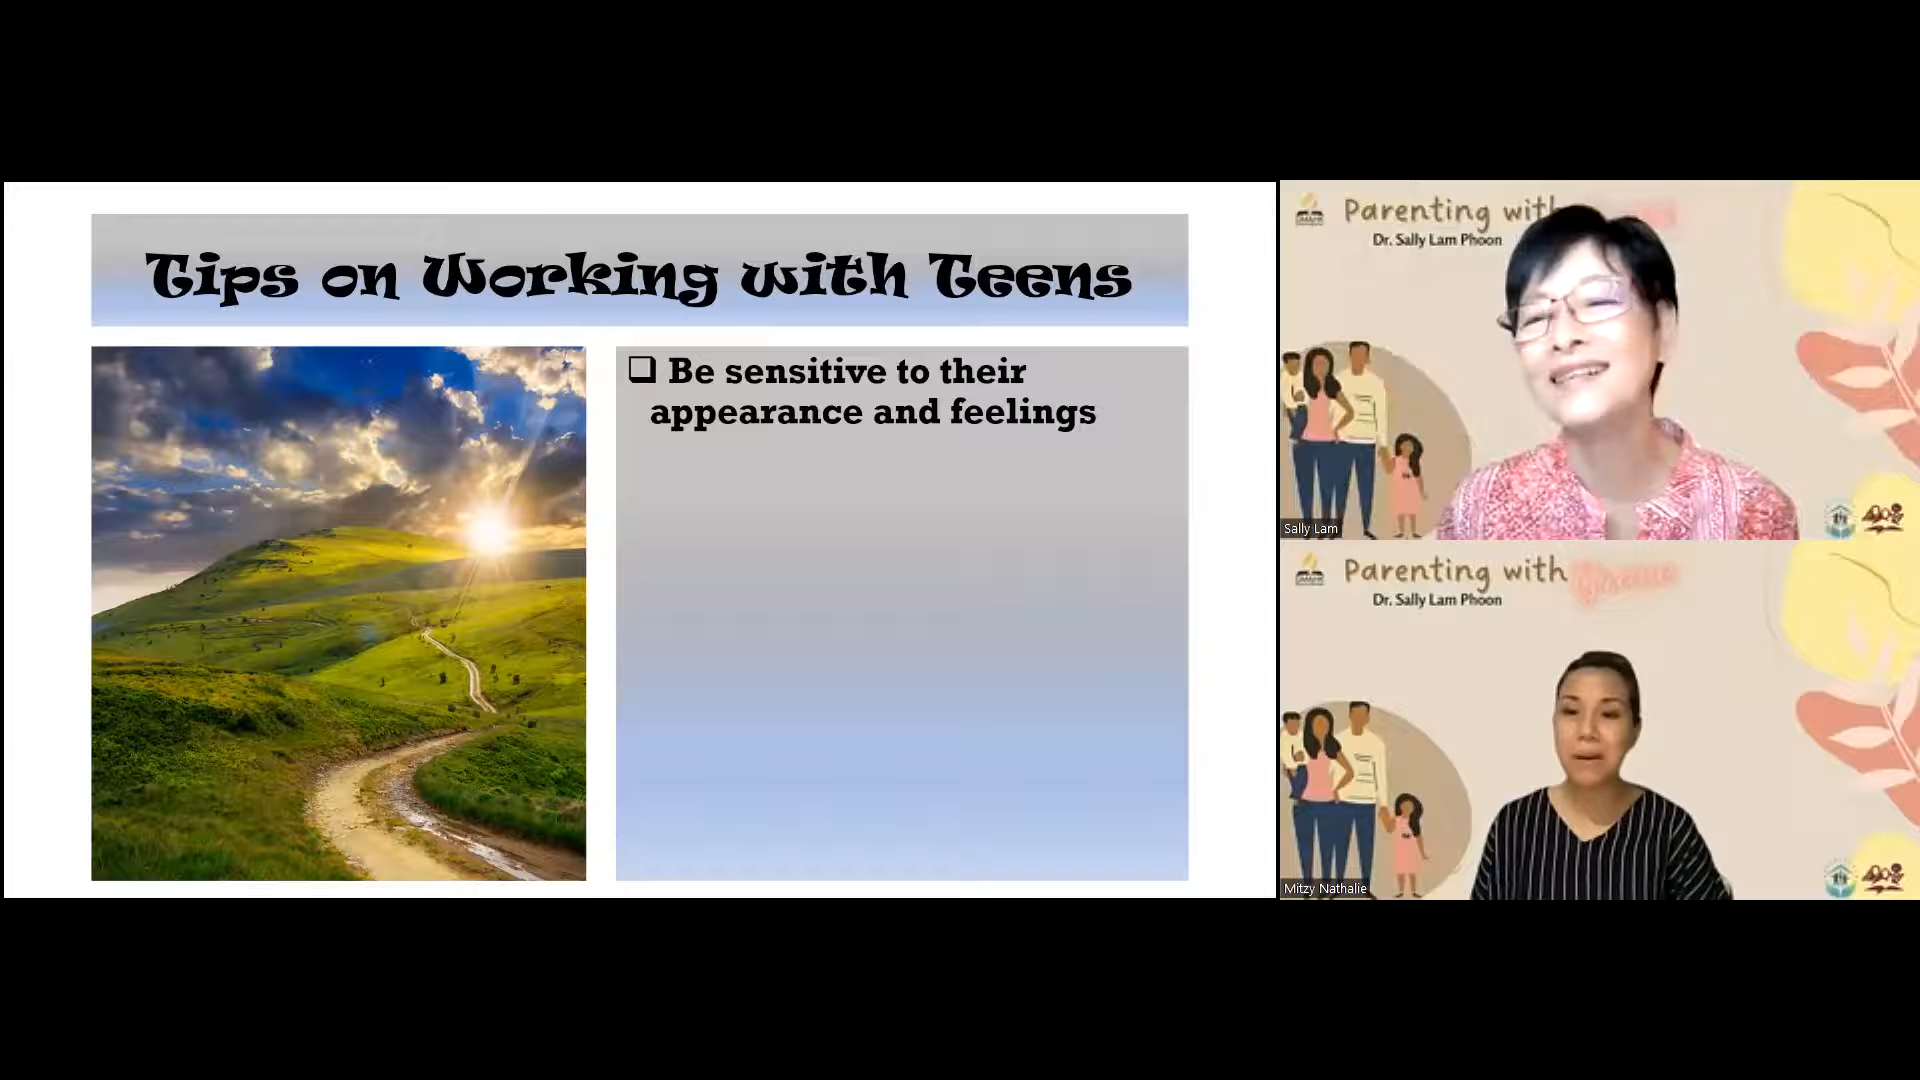 Tips on Working with Teens
❑ Be sensitive to their
appearance and feelings
Parenting with
Dr. Sally Lam Phoon
Sally Lam
Parenting with
Dr. Sally Lam Phoon
Mitzy Nathalie